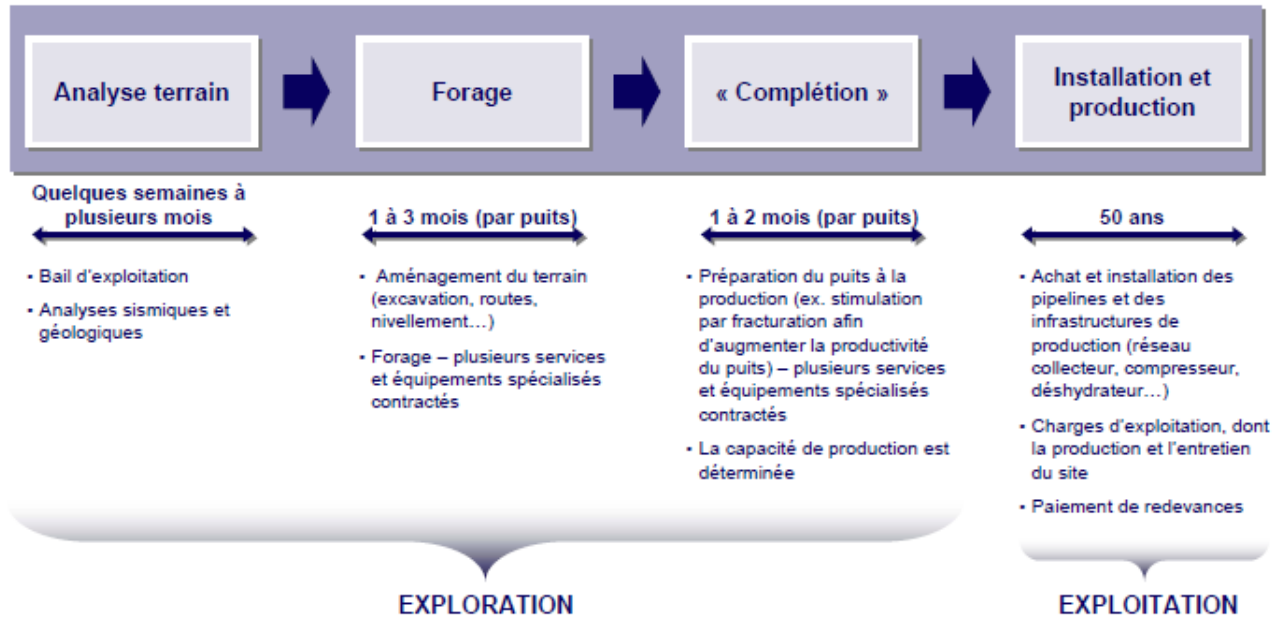 Analyse terrain
Forage
« Complétion »
Installation et
production
Quelques semaines à
plusieurs mois
▪ Bail d'exploitation
▪ Analyses sismiques et
géologiques
1 à 3 mois (par puits)
▪ Aménagement du terrain
(excavation, routes,
nivellement…)
▪ Forage – plusieurs services
et équipements spécialisés
contractés
1 à 2 mois (par puits)
▪ Préparation du puits à la
production (ex. stimulation
par fracturation afin
d'augmenter la productivité
du puits) – plusieurs services
et équipements spécialisés
contractés
▪ La capacité de production est
déterminée
50 ans
▪ Achat et installation des
pipelines et des
infrastructures de
production (réseau
collecteur, compresseur,
déshydrateur…)
▪ Charges d'exploitation, dont
la production et l'entretien
du site
▪ Paiement de redevances
EXPLORATION
EXPLOITATION